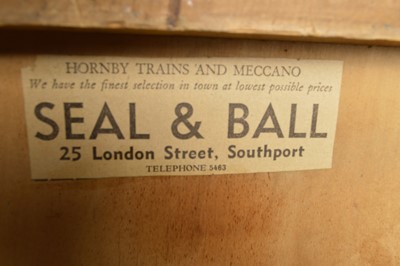 HORNBY TRAINS AND MECCANO
We have the finest selection in town at lowest possible prices
SEAL & BALL
25 London Street, Southport
TELEPHONE 5463